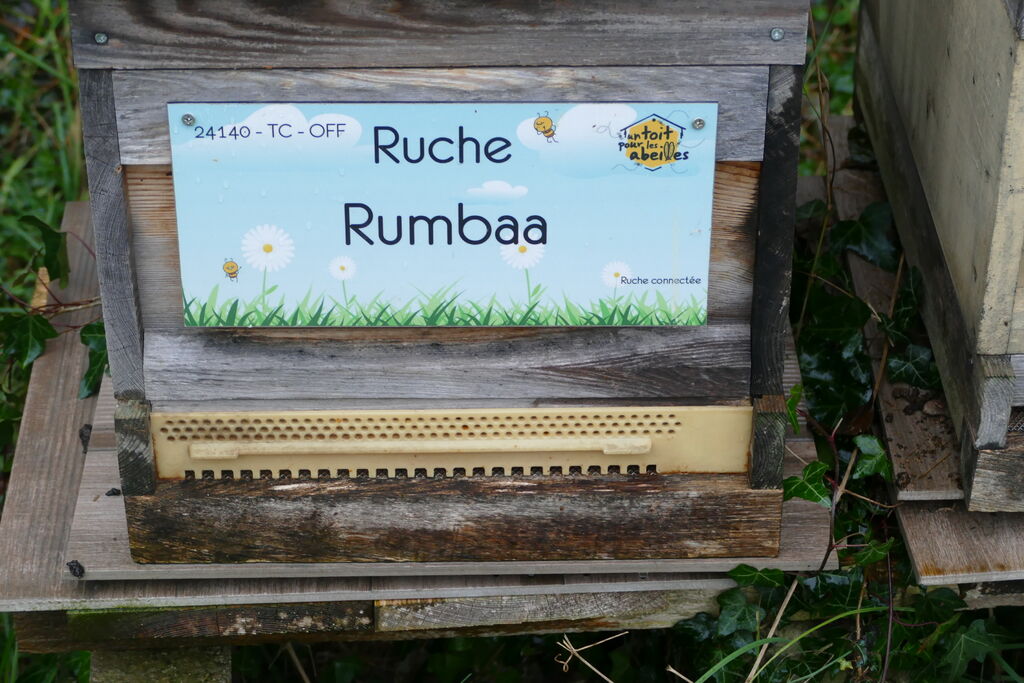 24140 - TC - OFF
Ruche
Un toit
pour les
abeilles
Rumbaa
Ruche connectée